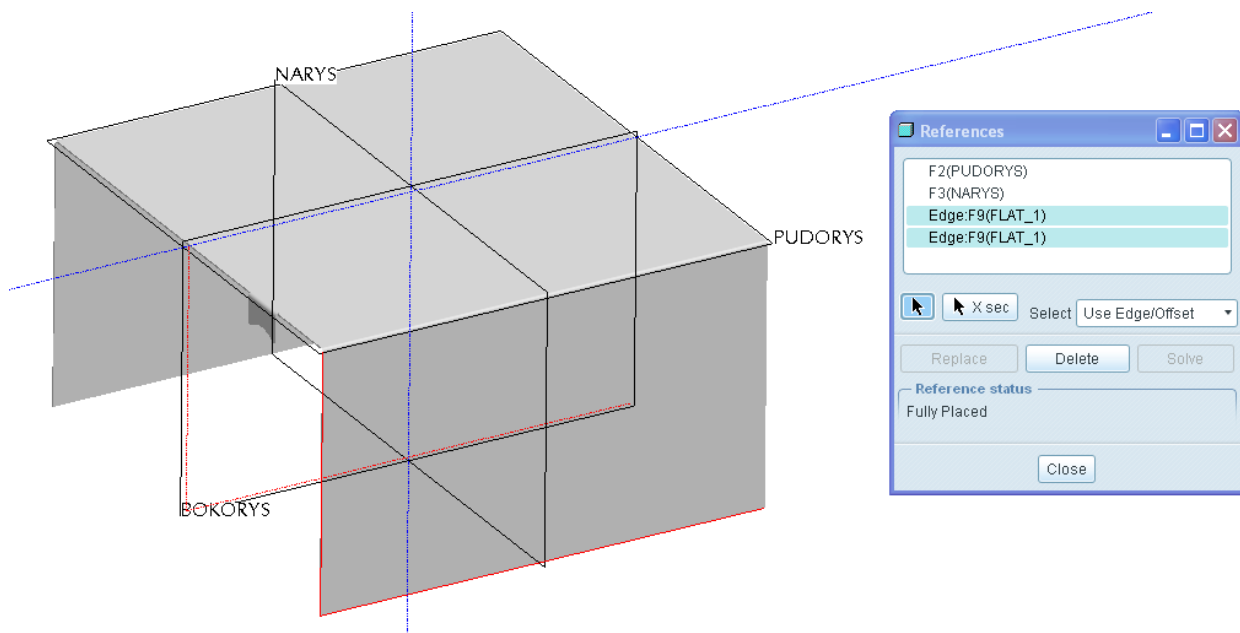 NARYS
PUDORYS
BOKORYS
References
F2(PUDORYS)
F3(NARYS)
Edge:F9(FLAT_1)
Edge:F9(FLAT_1)
X sec
Select
Use Edge/Offset
Replace
Delete
Solve
Reference status
Fully Placed
Close